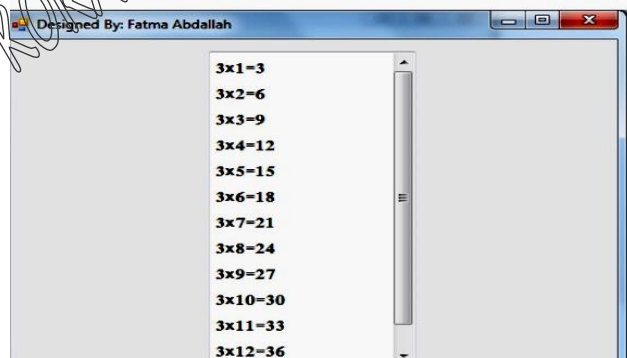 Designed By: Fatma Abdallah
3x1=3
3x2=6
3x3=9
3x4=12
3x5=15
3x6=18
3x7=21
3x8=24
3x9=27
3x10=30
3x11=33
3x12=36